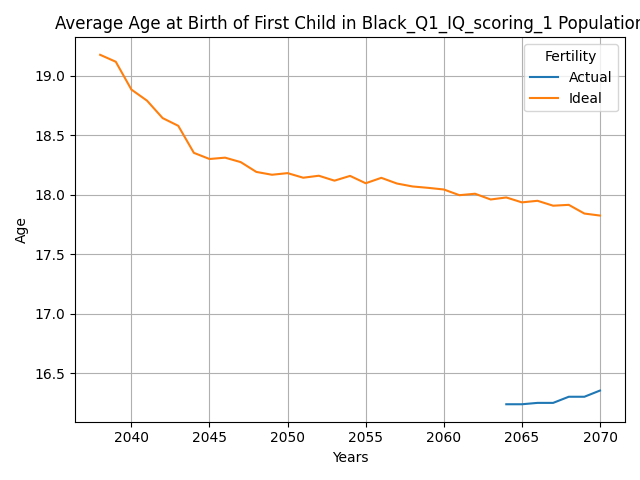 Average Age at Birth of First Child in Black_Q1_IQ_scoring_1 Population
Fertility
Actual
Ideal
19.0
18.5
18.0
17.5
17.0
16.5
Age
2040 2045 2050 2055 2060 2065 2070
Years